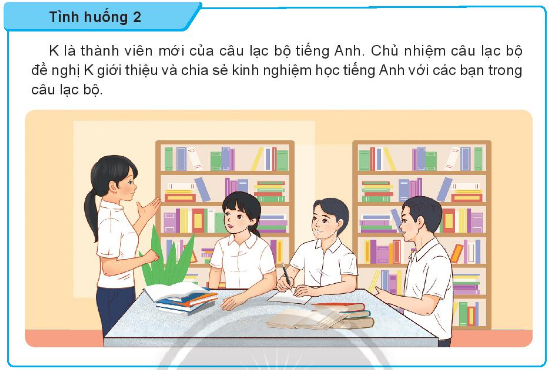 Tình huống 2
K là thành viên mới của câu lạc bộ tiếng Anh. Chủ nhiệm câu lạc bộ
đề nghị K giới thiệu và chia sẻ kinh nghiệm học tiếng Anh với các bạn trong
câu lạc bộ.